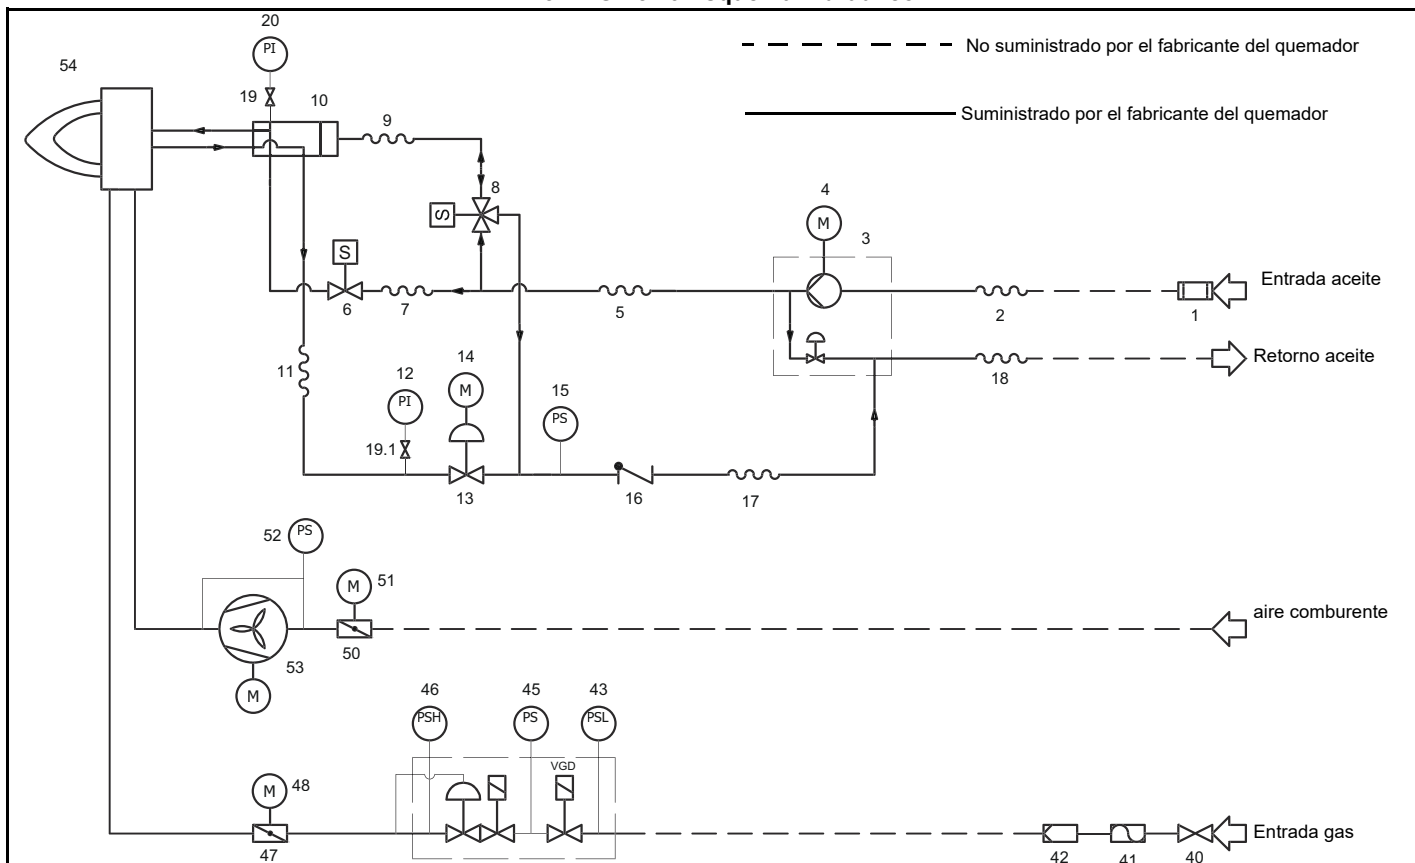 20
No suministrado por el fabricante del quemador
PI
54
19
10
9
Suministrado por el fabricante del quemador
8
S
4
M
3
S
Entrada aceite
6
7
5
2
1
Retorno aceite
18
11
12
14
15
PI
M
PS
19.1
13
16
17
52
PS
51
M
aire comburente
53
50
M
46
45
43
PSH
PS
PSL
VGD
M
48
Entrada gas
47
42
41
40